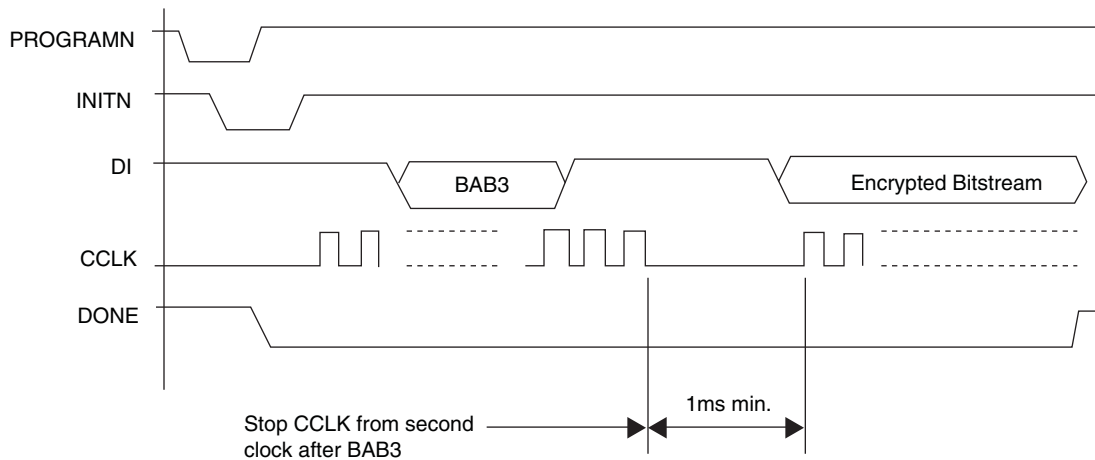 PROGRAMN
INITN
DI
BAB3
Encrypted Bitstream
CCLK
DONE
1ms min.
Stop CCLK from second
clock after BAB3